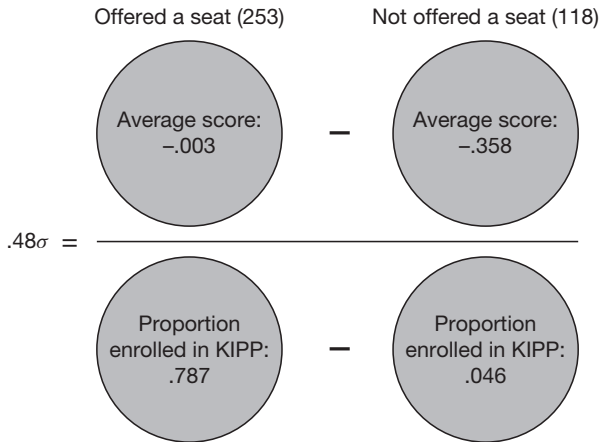 Offered a seat (253)
Not offered a seat (118)
Average score:
–.003
–
Average score:
–.358
.48σ =
Proportion
enrolled in KIPP:
.787
–
Proportion
enrolled in KIPP:
.046